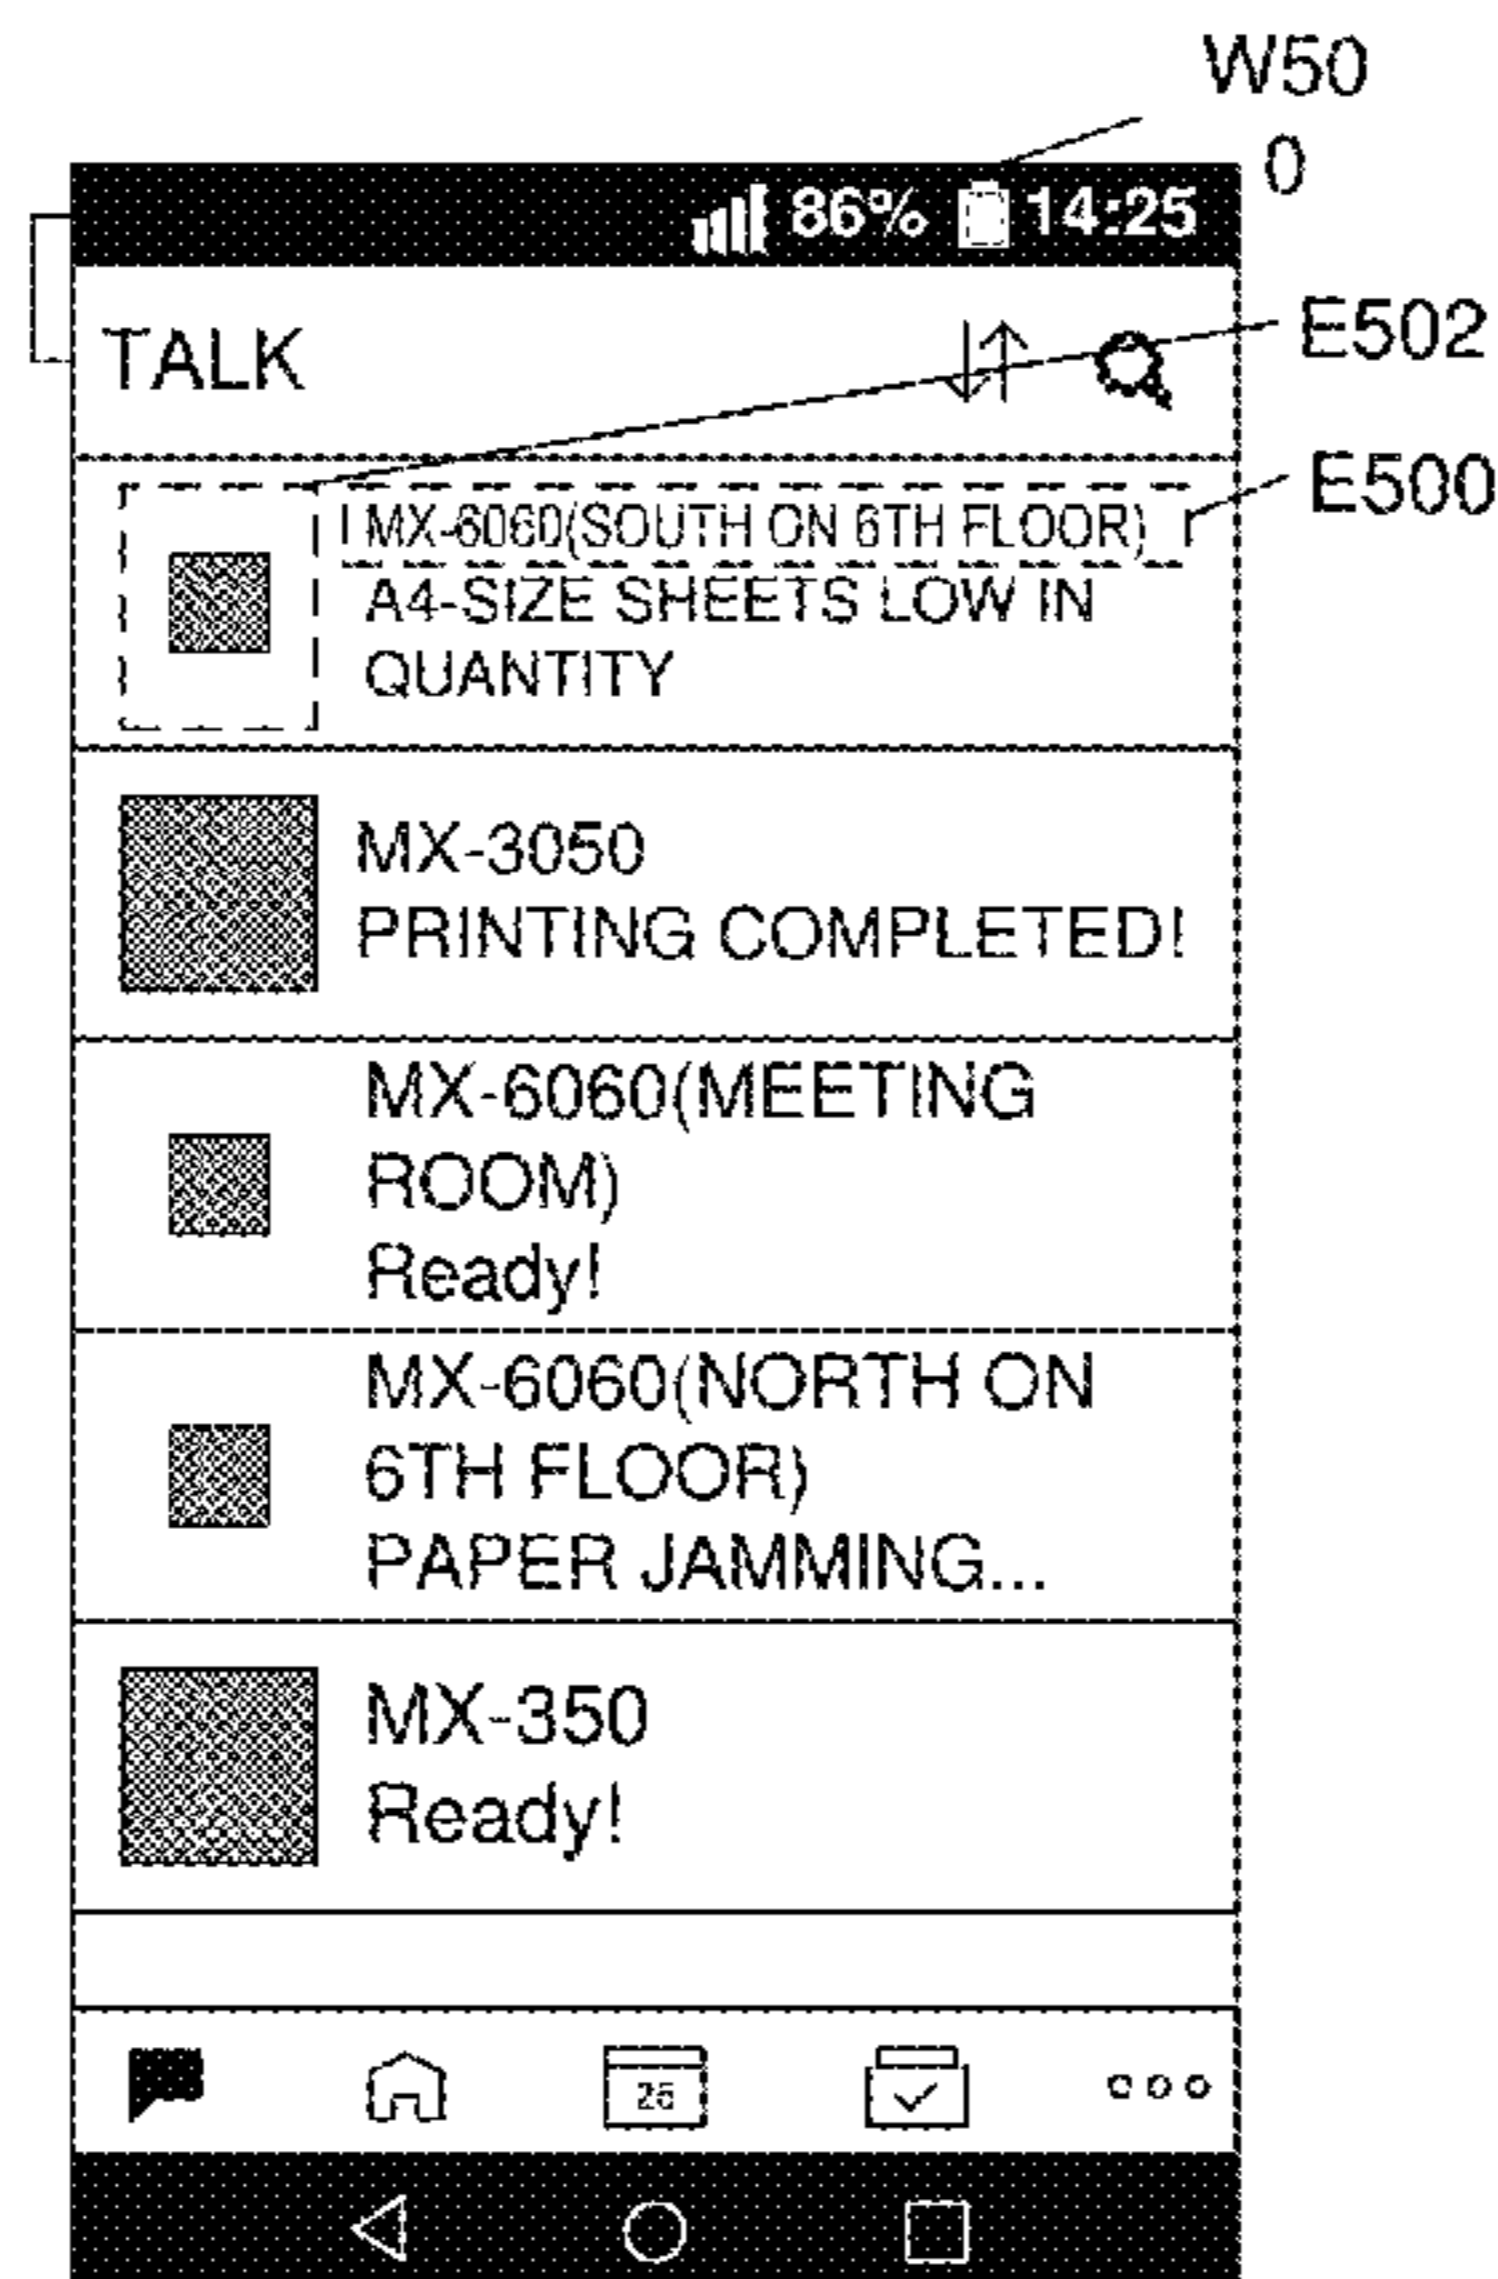 W50
0
86% 14:25
TALK
E502
E500
MX-6060(SOUTH ON 6TH FLOOR)
A4-SIZE SHEETS LOW IN
QUANTITY
MX-3050
PRINTING COMPLETED!
MX-6060(MEETING
ROOM)
Ready!
MX-6060(NORTH ON
6TH FLOOR)
PAPER JAMMING...
MX-350
Ready!
26